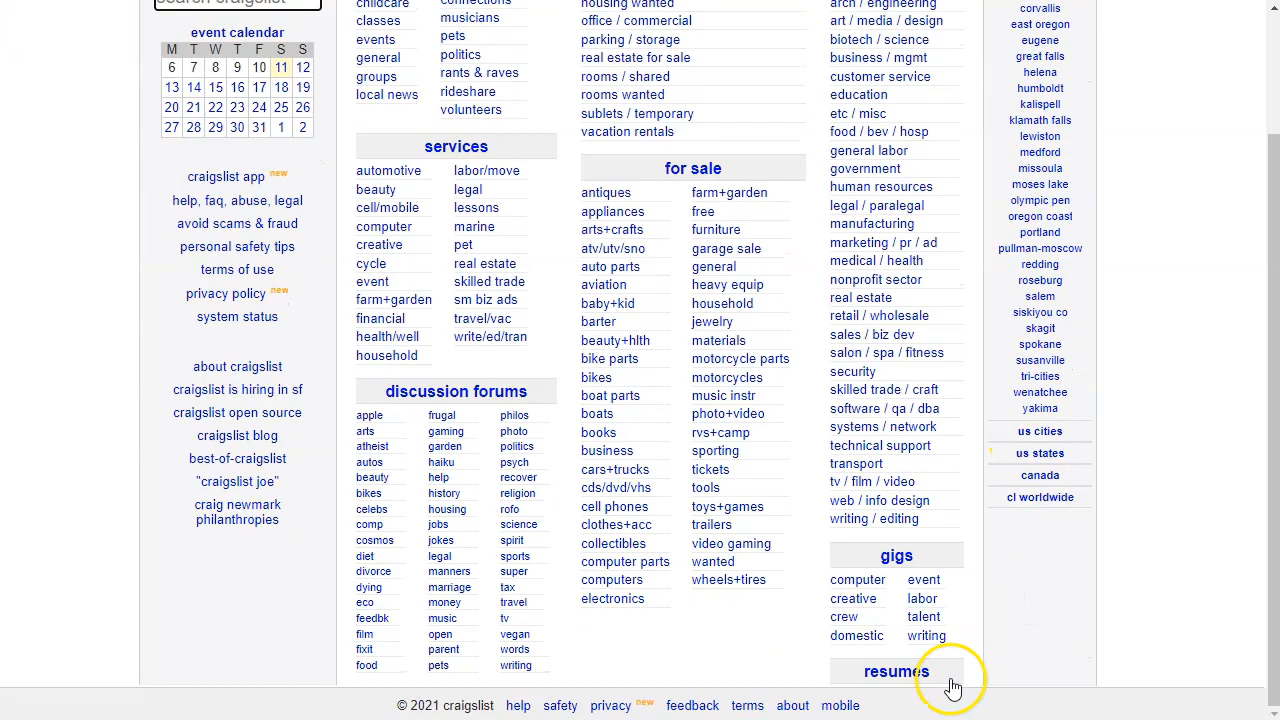 search craigslist
event calendar
M T W T F S S
6 7 8 9 10 11 12
13 14 15 16 17 18 19
20 21 22 23 24 25 26
27 28 29 30 31 1 2
craigslist app new
help, faq, abuse, legal
avoid scams & fraud
personal safety tips
terms of use
privacy policy new
system status
about craigslist
craigslist is hiring in sf
craigslist open source
craigslist blog
best-of-craigslist
"craigslist joe"
craig newmark
philanthropies
childcare
classes
events
general
groups
local news
connections
musicians
pets
politics
rants & raves
rideshare
volunteers
services
automotive
beauty
cell/mobile
computer
creative
cycle
event
farm+garden
financial
health/well
household
labor/move
legal
lessons
marine
pet
real estate
skilled trade
sm biz ads
travel/vac
write/ed/tran
discussion forums
apple
arts
atheist
autos
beauty
bikes
celebs
comp
cosmos
diet
divorce
dying
eco
feedbk
film
fixit
food
frugal
gaming
garden
haiku
help
history
housing
jobs
jokes
legal
manners
marriage
money
music
open
parent
pets
philos
photo
politics
psych
recover
religion
rofo
science
spirit
sports
super
tax
travel
tv
vegan
words
writing
housing wanted
office / commercial
parking / storage
real estate for sale
rooms / shared
rooms wanted
sublets / temporary
vacation rentals
for sale
antiques
appliances
arts+crafts
atv/utv/sno
auto parts
aviation
baby+kid
barter
beauty+hlth
bike parts
bikes
boat parts
boats
books
business
cars+trucks
cds/dvd/vhs
cell phones
clothes+acc
collectibles
computer parts
computers
electronics
farm+garden
free
furniture
garage sale
general
heavy equip
household
jewelry
materials
motorcycle parts
motorcycles
music instr
photo+video
rvs+camp
sporting
tickets
tools
toys+games
trailers
video gaming
wanted
wheels+tires
arch / engineering
art / media / design
biotech / science
business / mgmt
customer service
education
etc / misc
food / bev / hosp
general labor
government
human resources
legal / paralegal
manufacturing
marketing / pr / ad
medical / health
nonprofit sector
real estate
retail / wholesale
sales / biz dev
salon / spa / fitness
security
skilled trade / craft
software / qa / dba
systems / network
technical support
transport
tv / film / video
web / info design
writing / editing
gigs
computer
creative
crew
domestic
event
labor
talent
writing
resumes
corvallis
east oregon
eugene
great falls
helena
humboldt
kalispell
klamath falls
lewiston
medford
missoula
moses lake
olympic pen
oregon coast
portland
pullman-moscow
redding
roseburg
salem
siskiyou co
skagit
spokane
susanville
tri-cities
wenatchee
yakima
us cities
us states
canada
cl worldwide
© 2021 craigslist help safety privacy new feedback terms about mobile